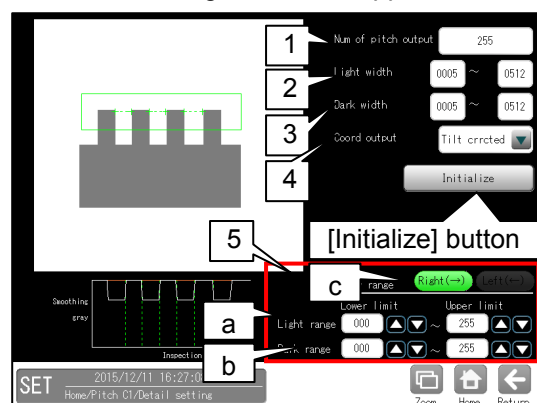 1
Num of pitch output
255
2
Light width
0005 ~ 0512
3
Dark width
0005 ~ 0512
4
Coord output
Tilt crrcted
Initialize
[Initialize] button
5
c
range
Right(→)
Left(←)
Lower limit
Upper limit
a
Light range
000
~
255
b
range
000
~
255
Smoothing
gray
Inspection
SET
2015/12/11 16:27:0
Home/Pitch C1/Detail setting
Zoom
Home
Return